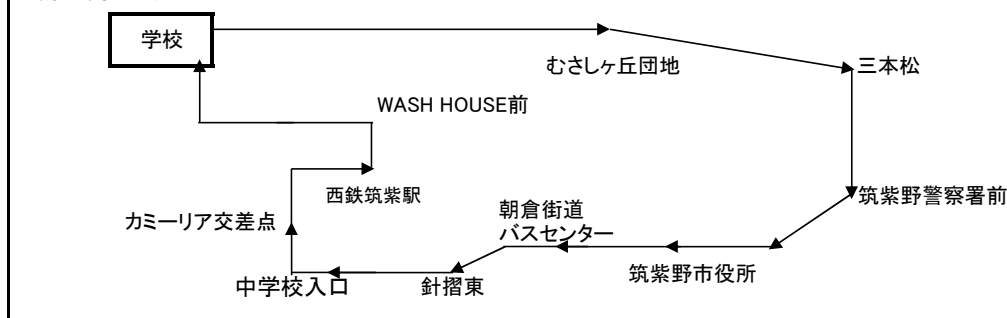 学校
むさしヶ丘団地
三本松
WASH HOUSE前
西鉄筑紫駅
筑紫野警察署前
カミーリア交差点
朝倉街道
バスセンター
筑紫野市役所
中学校入口
針摺東